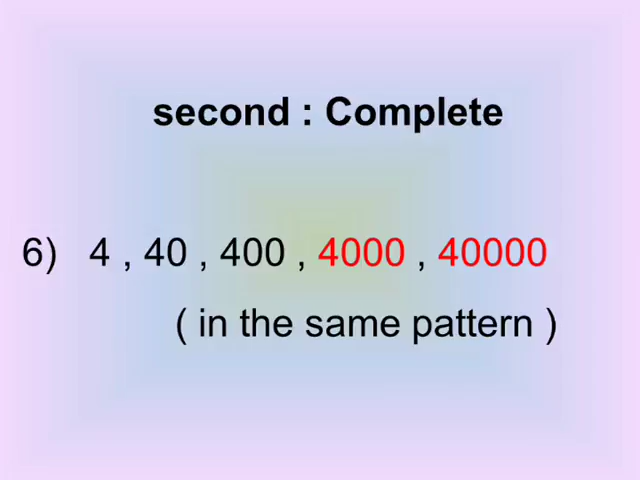 second : Complete
6) 4 , 40 , 400 , 4000 , 40000
( in the same pattern )